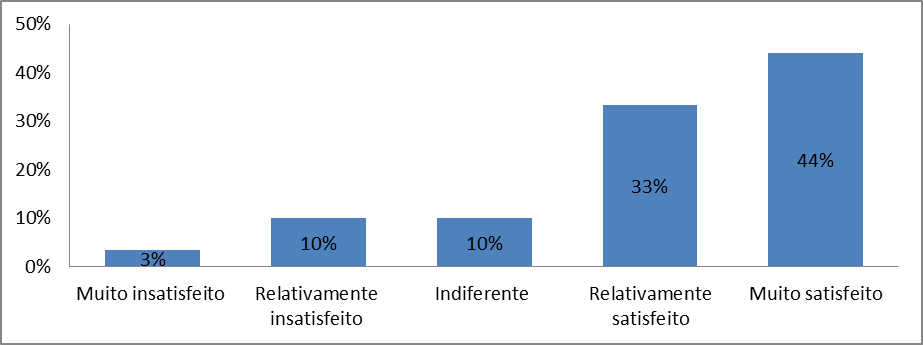 50%
40%
30%
20%
10%
0%
3%
10%
10%
33%
44%
Muito insatisfeito
Relativamente
insatisfeito
Indiferente
Relativamente
satisfeito
Muito satisfeito